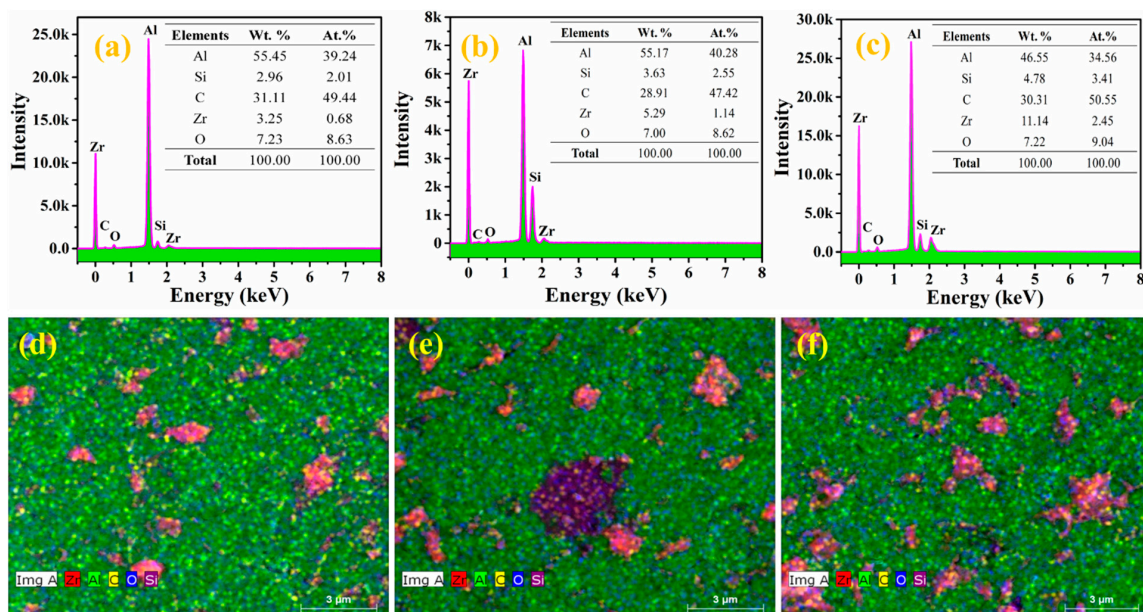 (a)
Elements Wt. % At.%
Al 55.45 39.24
Si 2.96 2.01
C 31.11 49.44
Zr 3.25 0.68
O 7.23 8.63
Total 100.00 100.00
25.0k
20.0k
15.0k
10.0k
5.0k
0.0
Intensity
Zr
C
O
Al
Si
Zr
0 1 2 3 4 5 6 7 8
Energy (keV)
(b)
Elements Wt. % At.%
Al 55.17 40.28
Si 3.63 2.55
C 28.91 47.42
Zr 5.29 1.14
O 7.00 8.62
Total 100.00 100.00
8k
7k
6k
5k
4k
3k
2k
1k
0
Intensity
Zr
C
O
Al
Si
Zr
0 1 2 3 4 5 6 7 8
Energy (keV)
(c)
Elements Wt. % At.%
Al 46.55 34.56
Si 4.78 3.41
C 30.31 50.55
Zr 11.14 2.45
O 7.22 9.04
Total 100.00 100.00
30.0k
25.0k
20.0k
15.0k
10.0k
5.0k
0.0
Intensity
Zr
C
O
Al
Si
Zr
0 1 2 3 4 5 6 7 8
Energy (keV)
(d)
Img A Zr Al C O Si
3 µm
(e)
Img A Zr Al C O Si
3 µm
(f)
Img A Zr Al C O Si
3 µm